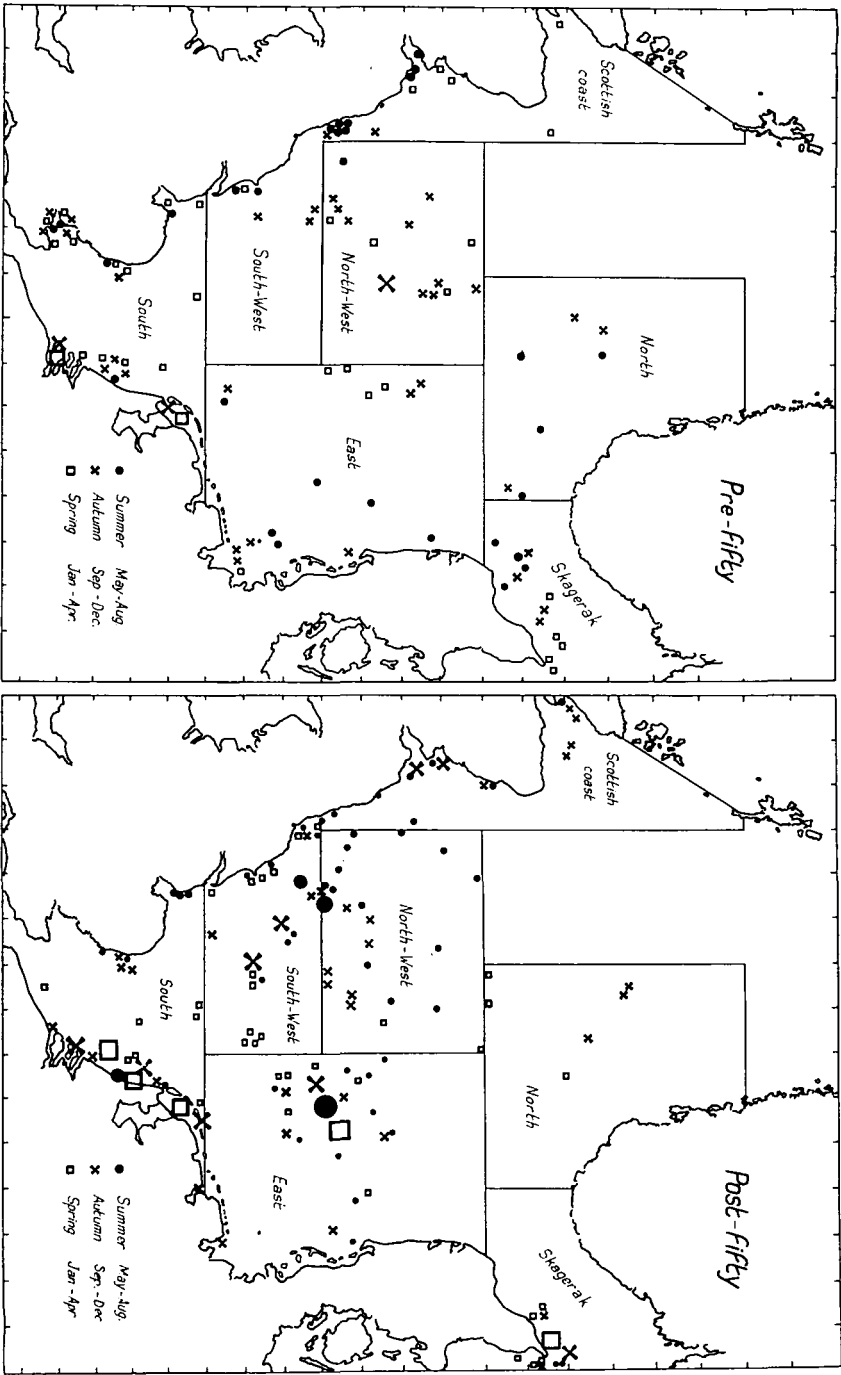 Pre-fifty
Scottish
coast
North
Skagerak
North-West
South-West
East
South
Summer May-Aug
Autumn Sep-Dec.
Spring Jan-Apr.
Post-fifty
Scottish
coast
North
Skagerak
North-West
South-West
East
South
Summer May-Aug.
Autumn Sep.-Dec
Spring Jan-Apr